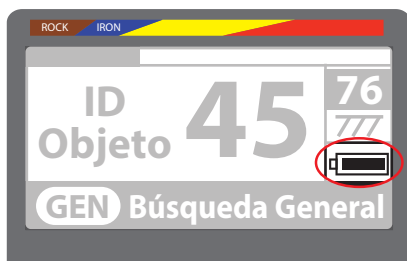 ROCK IRON
ID
Objeto
45
76
GEN Búsqueda General